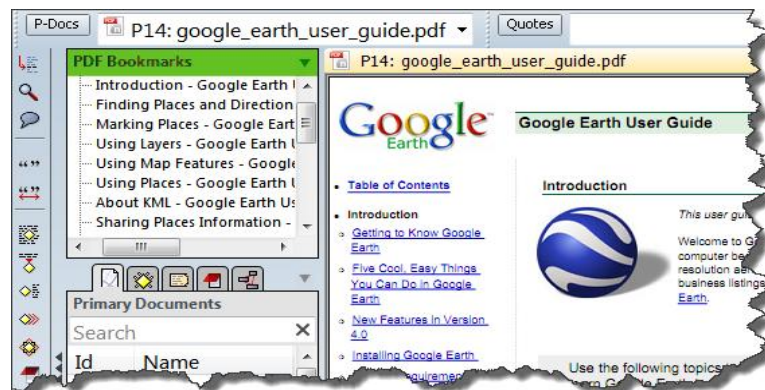 P-Docs P14: google_earth_user_guide.pdf Quotes
PDF Bookmarks
Introduction - Google Earth
Finding Places and Direction
Marking Places - Google Eart
Using Layers - Google Earth
Using Map Features - Google
Using Places - Google Earth
About KML - Google Earth Us
Sharing Places Information -
Primary Documents
Search
Id Name
P14: google_earth_user_guide.pdf
Google
Earth
Google Earth User Guide
Table of Contents
Introduction
Getting to Know Google
Earth
Five Cool, Easy Things
You Can Do in Google
Earth
New Features in Version
4.0
Installing Google Earth
Introduction
This user gui
Welcome to G
computer be
resolution aer
business listings
Earth.
Use the following topics